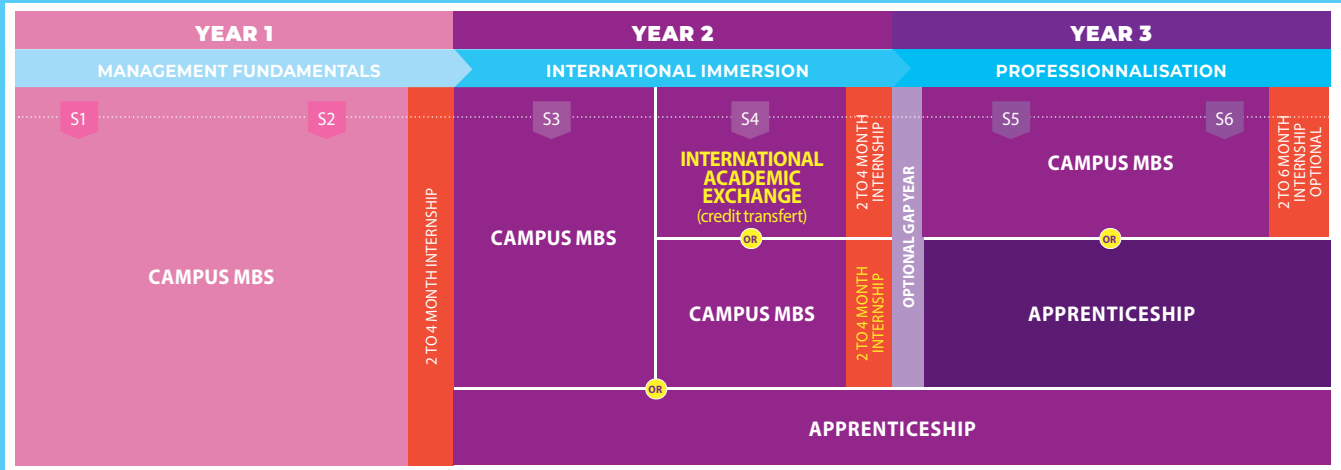 YEAR 1
YEAR 2
YEAR 3
MANAGEMENT FUNDAMENTALS
INTERNATIONAL IMMERSION
PROFESSIONNALISATION
S1
S2
S3
S4
S5
S6
CAMPUS MBS
2 TO 4 MONTH INTERNSHIP
CAMPUS MBS
INTERNATIONAL
ACADEMIC
EXCHANGE
(credit transfert)
OR
CAMPUS MBS
2 TO 4 MONTH
INTERNSHIP
2 TO 4 MONTH
INTERNSHIP
OPTIONAL GAP YEAR
CAMPUS MBS
2 TO 6 MONTH
INTERNSHIP
OPTIONAL
OR
APPRENTICESHIP
OR
APPRENTICESHIP